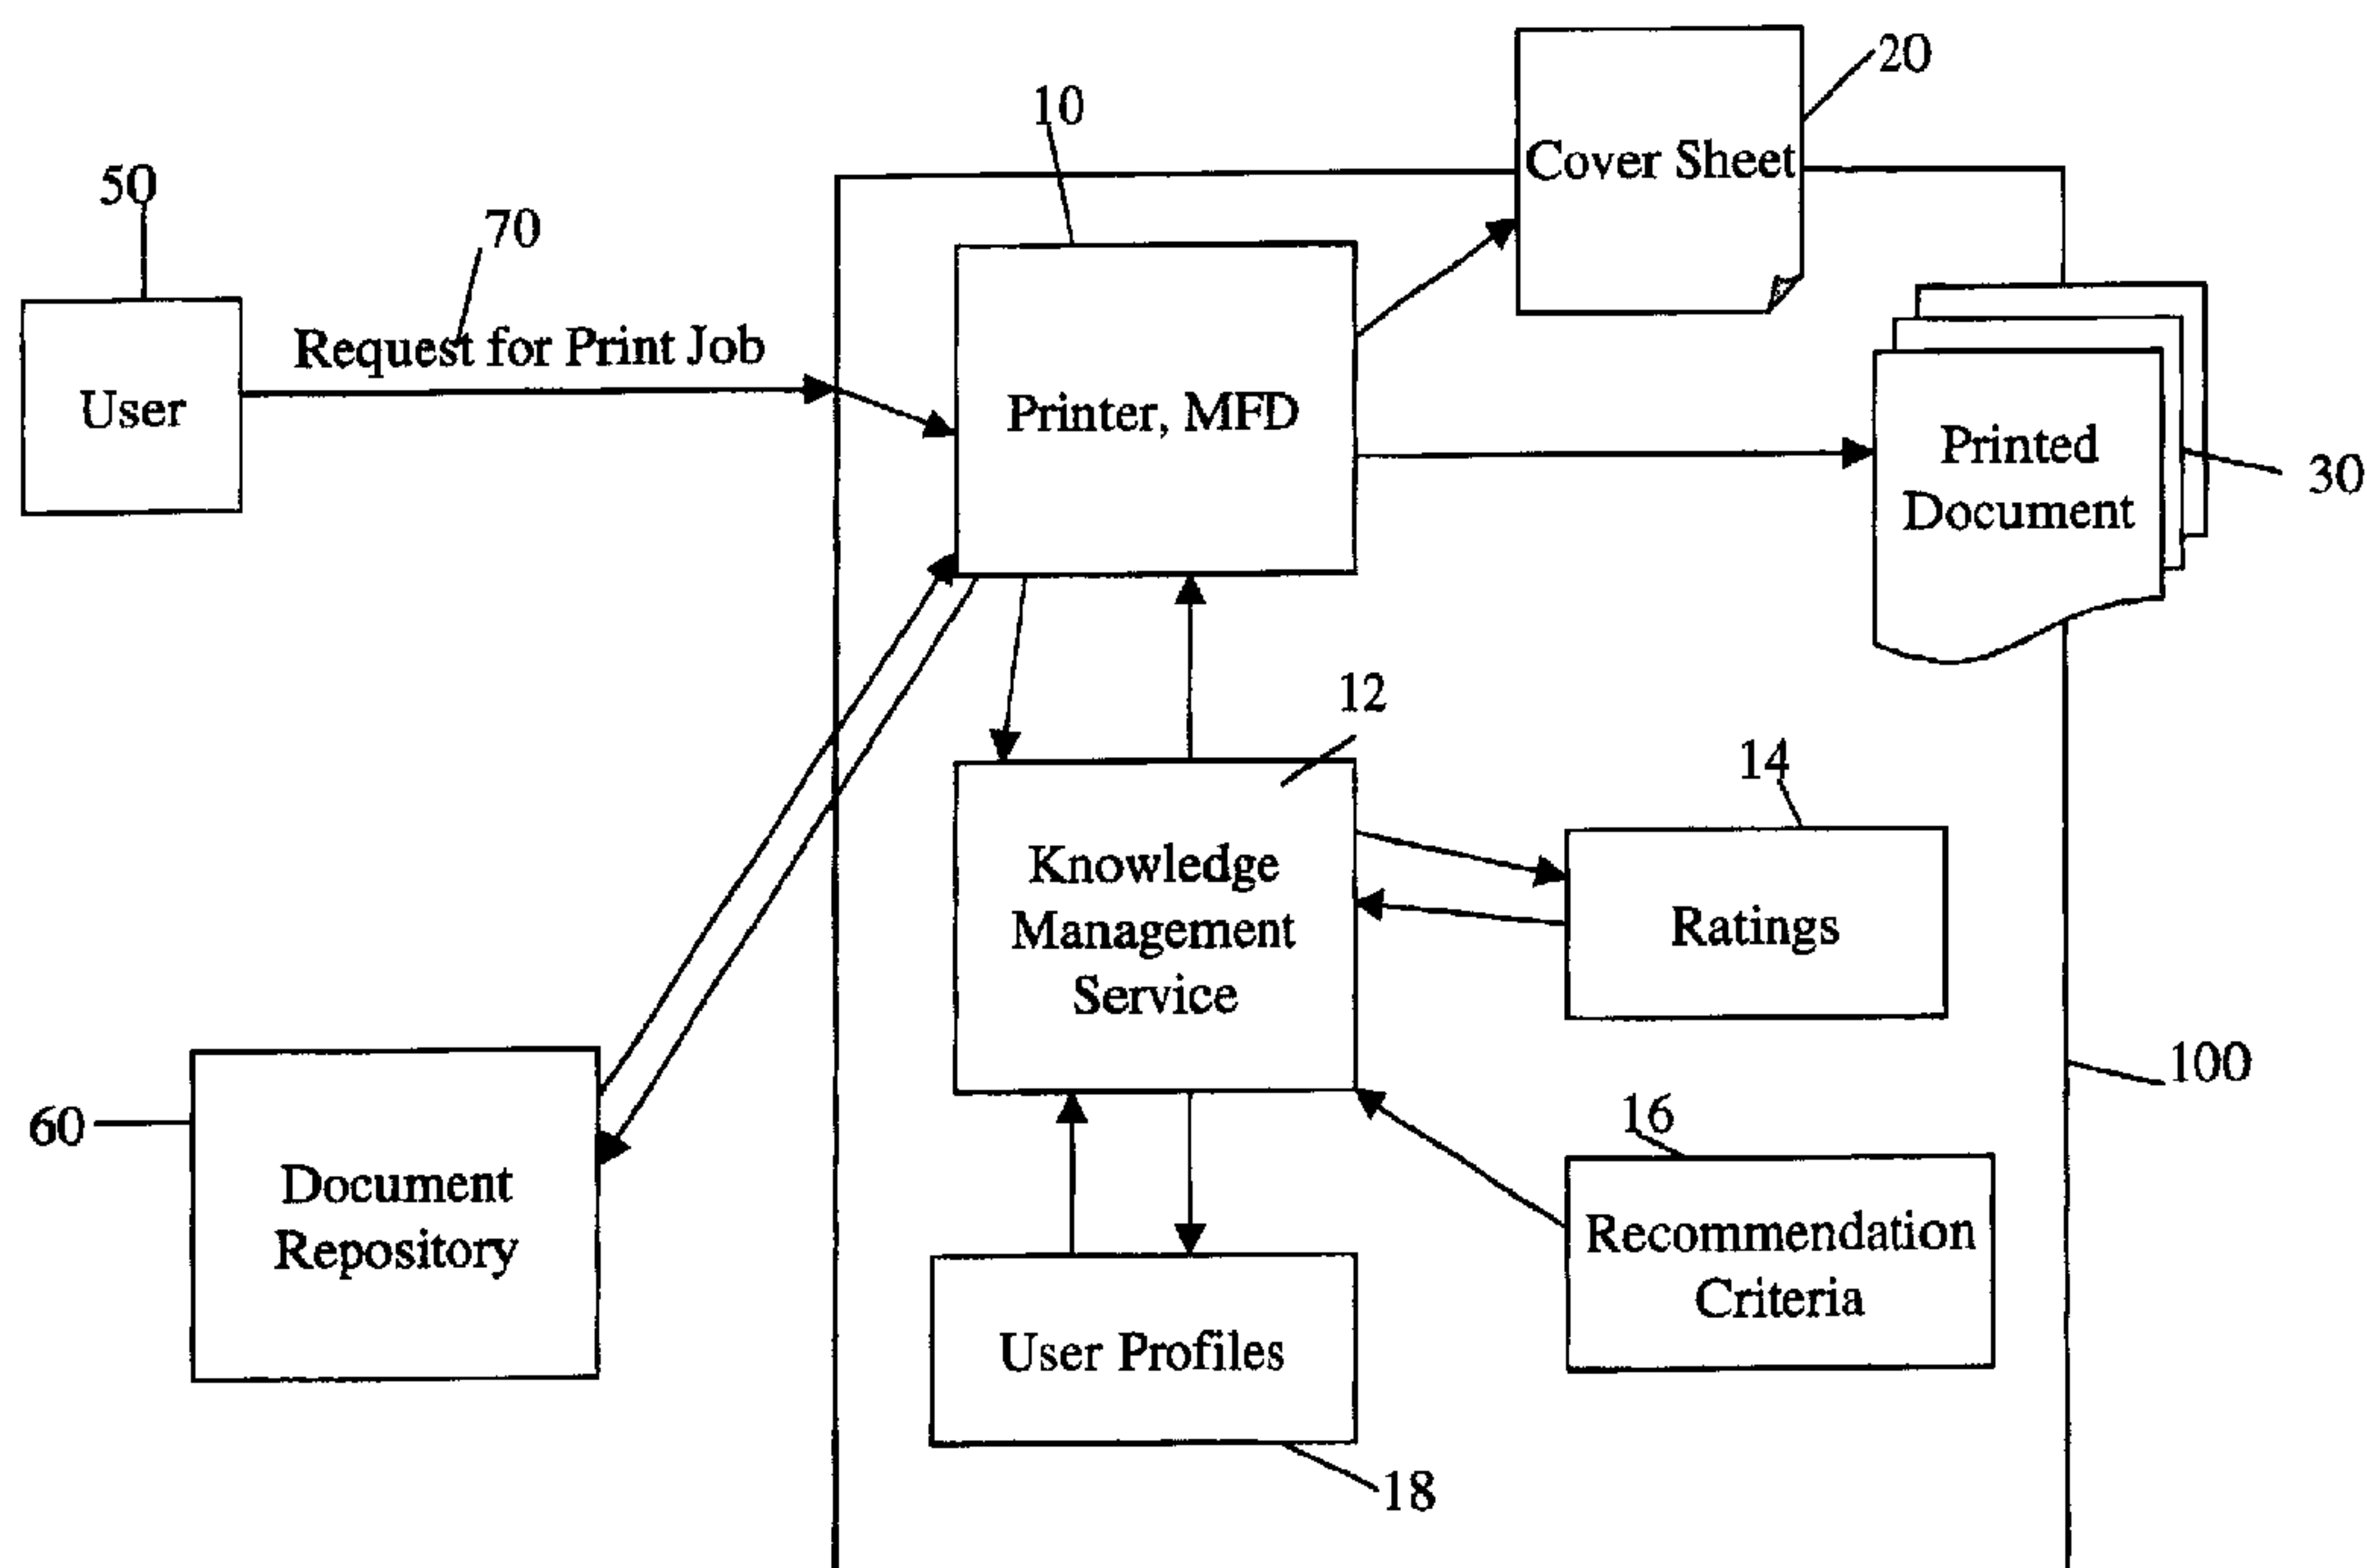 20
Cover Sheet
10
50
70
Request for Print Job
User
Printer, MFD
Printed
Document
30
12
14
Knowledge
Management
Service
Ratings
100
60
16
Document
Repository
Recommendation
Criteria
User Profiles
18